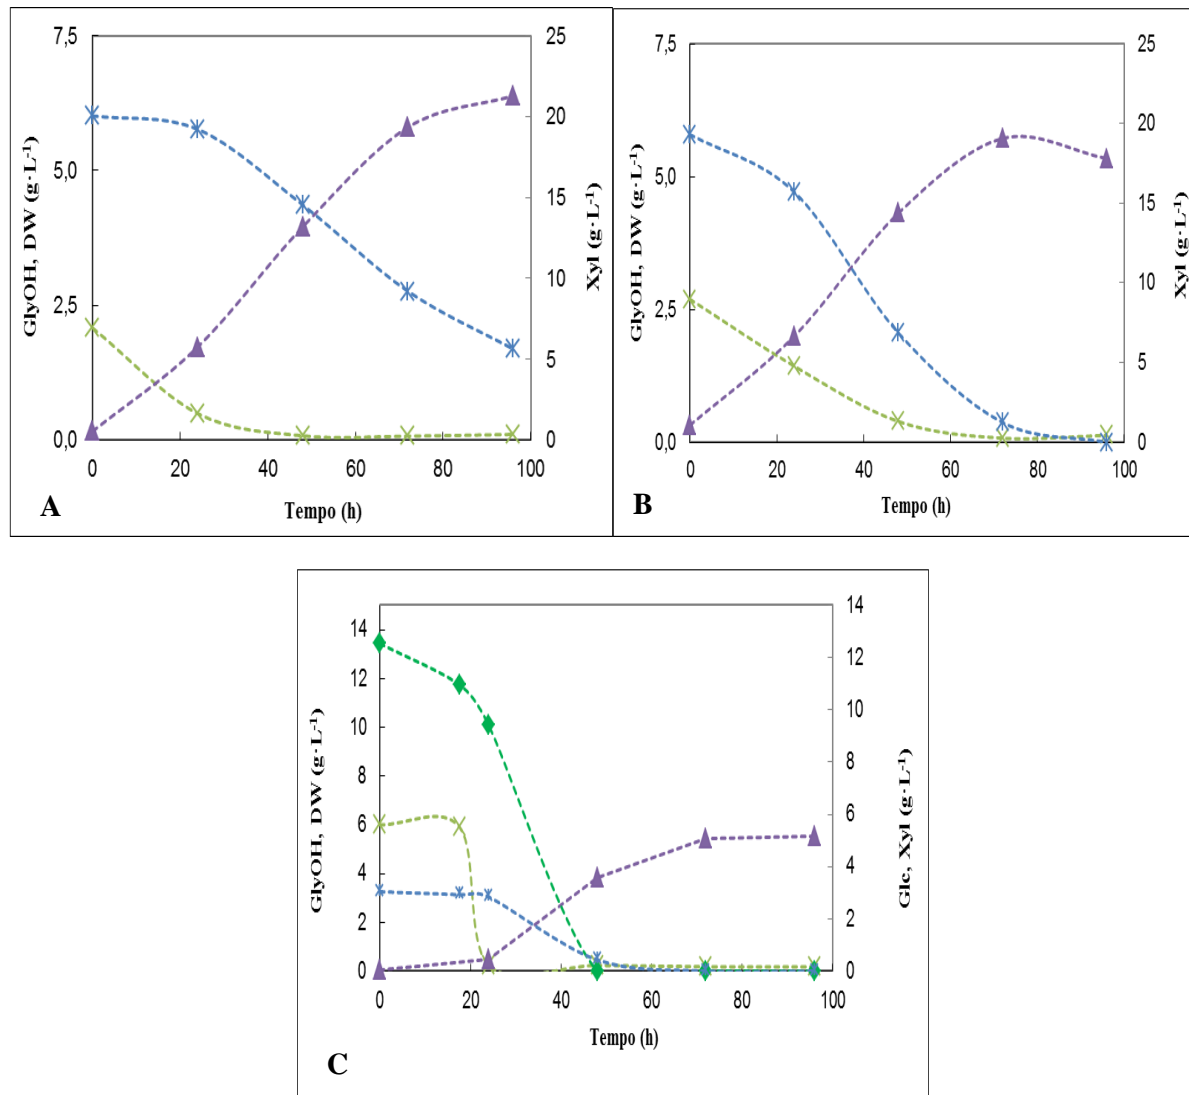 7,5
5,0
2,5
0,0
GlyOH, DW (g·L-1)
25
20
15
10
5
0
Xyl (g·L-1)
0 20 40 60 80 100
Tempo (h)
A
7,5
5,0
2,5
0,0
GlyOH, DW (g·L-1)
25
20
15
10
5
0
Xyl (g·L-1)
0 20 40 60 80 100
Tempo (h)
B
14
12
10
8
6
4
2
0
GlyOH, DW (g·L-1)
14
12
10
8
6
4
2
0
Glc, Xyl (g·L-1)
0 20 40 60 80 100
Tempo (h)
C